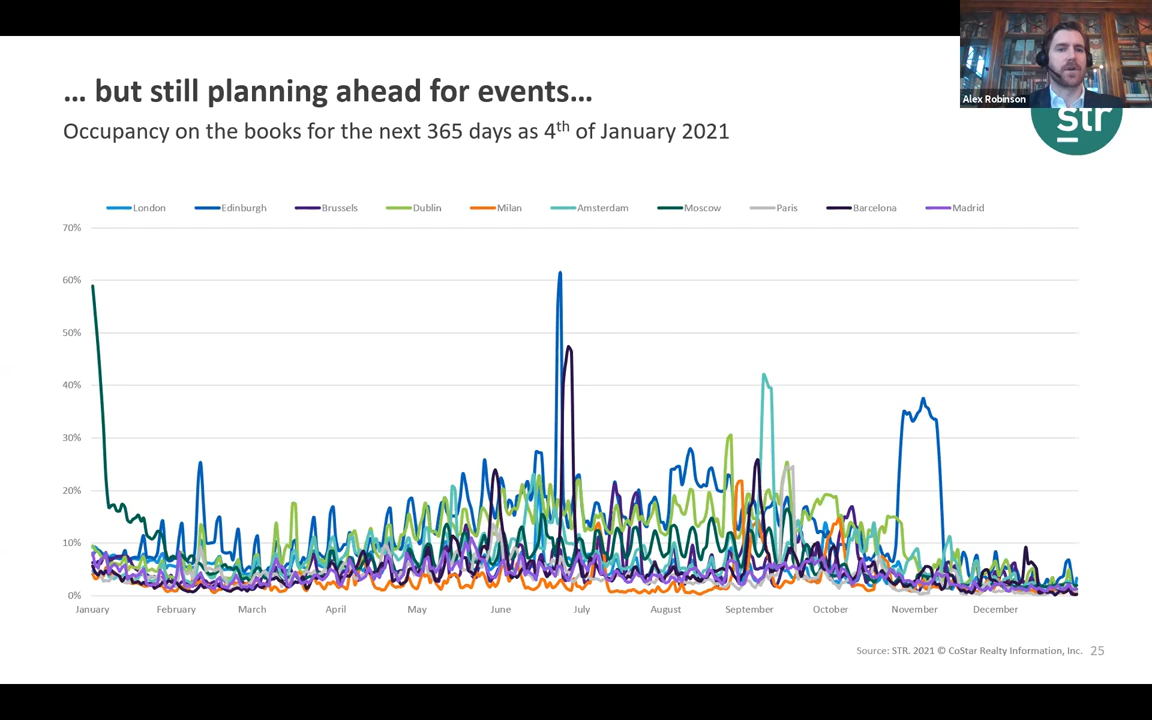 Alex Robinson
str
... but still planning ahead for events...
Occupancy on the books for the next 365 days as 4th of January 2021
London Edinburgh Brussels Dublin Milan Amsterdam Moscow Paris Barcelona Madrid
70%
60%
50%
40%
30%
20%
10%
0%
January February March April May June July August September October November December
Source: STR. 2021 © CoStar Realty Information, Inc. 25